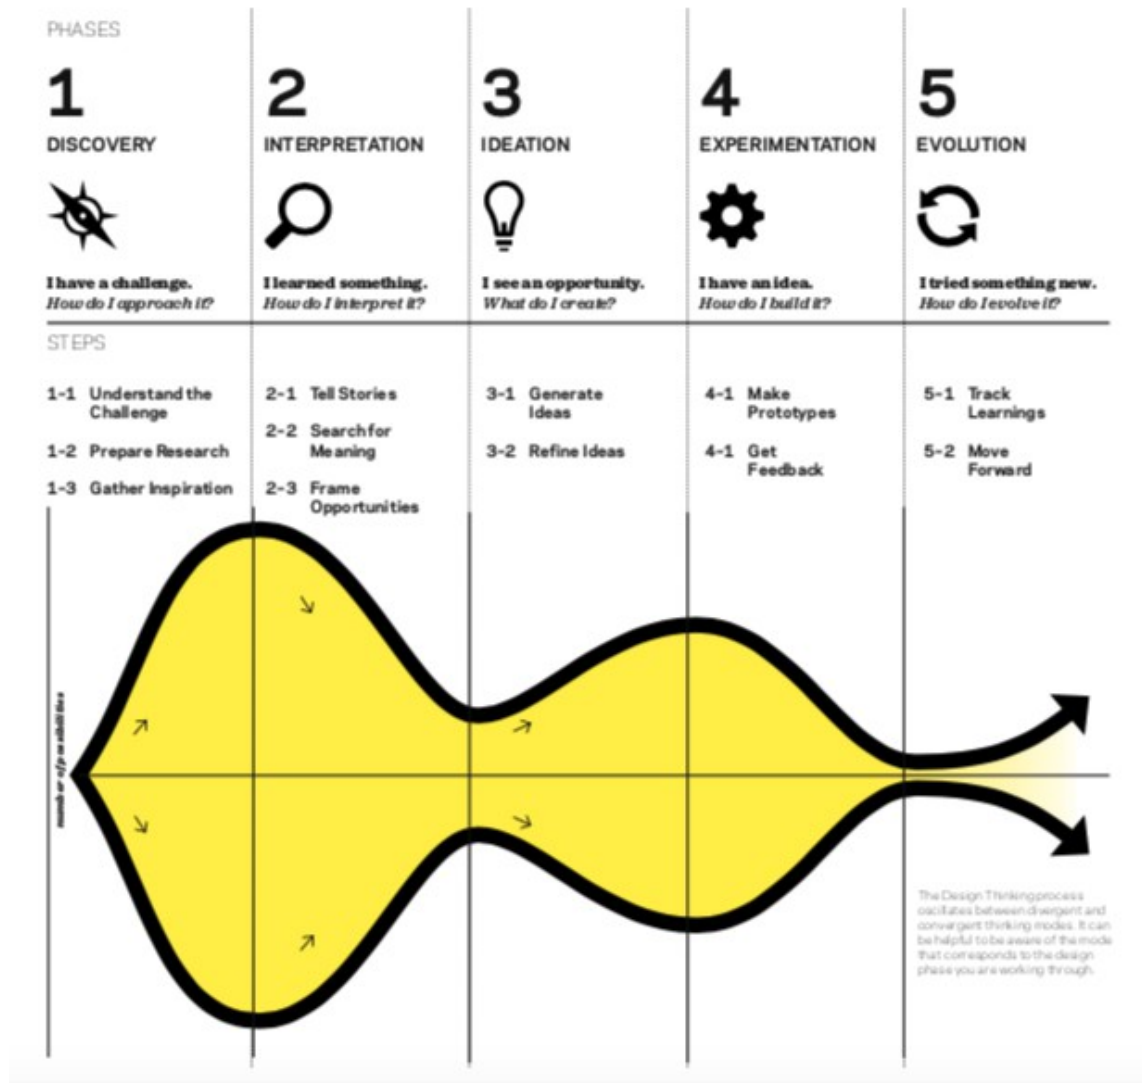 PHASES
1
DISCOVERY
I have a challenge.
How do I approach it?
2
INTERPRETATION
I learned something.
How do I interpret it?
3
IDEATION
I see an opportunity.
What do I create?
4
EXPERIMENTATION
I have an idea.
How do I build it?
5
EVOLUTION
I tried something new.
How do I evolve it?
STEPS
1-1 Understand the
Challenge
1-2 Prepare Research
1-3 Gather Inspiration
2-1 Tell Stories
2-2 Search for
Meaning
2-3 Frame
Opportunities
3-1 Generate
Ideas
3-2 Refine Ideas
4-1 Make
Prototypes
4-1 Get
Feedback
5-1 Track
Learnings
5-2 Move
Forward
number of possibilities
The Design Thinking process
oscillates between divergent and
convergent thinking modes. It can
be helpful to be aware of the mode
that corresponds to the design
phase you are working through.